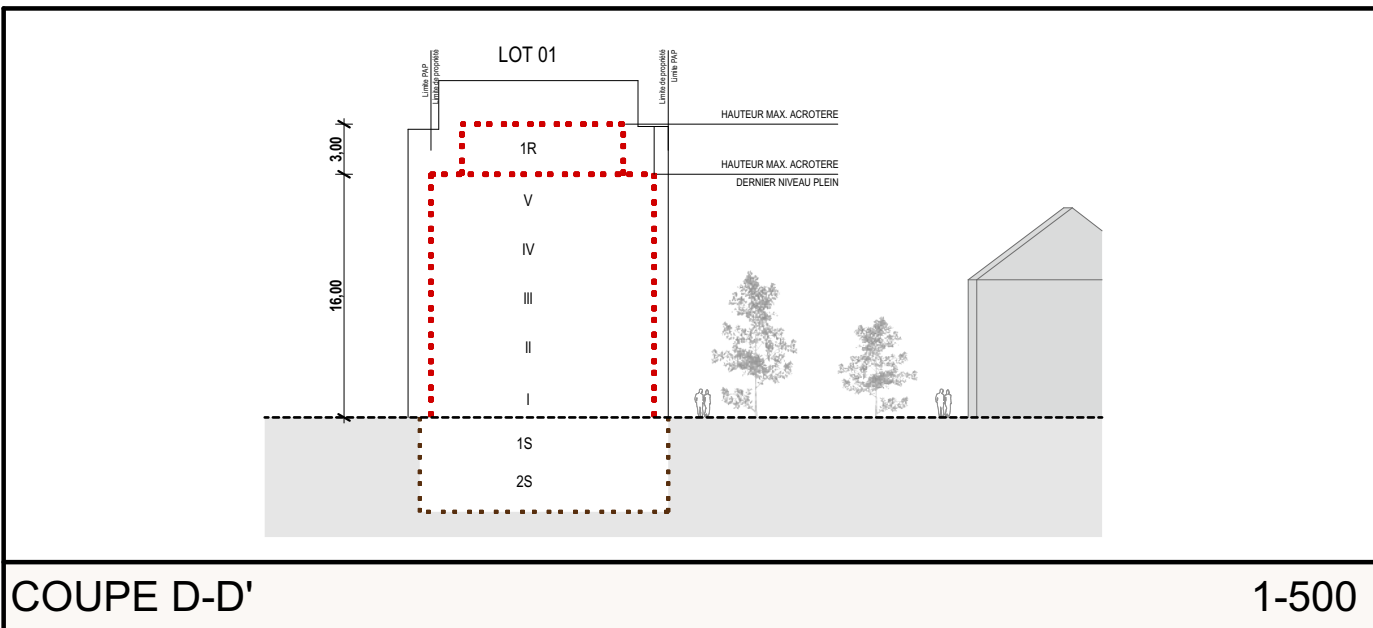 LOT 01
Limite PAP
Limite de propriété
Limite de propriété
Limite PAP
HAUTEUR MAX. ACROTERE
3,00
1R
HAUTEUR MAX. ACROTERE
DERNIER NIVEAU PLEIN
V
IV
16,00
III
II
I
1S
2S
COUPE D-D'
1-500